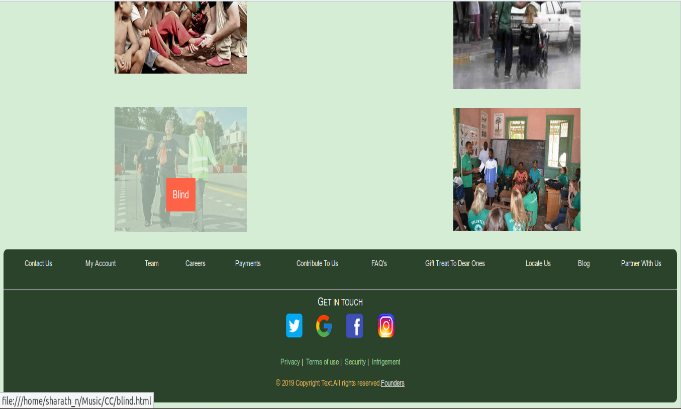 Blind
Contact Us My Account Team Careers Payments Contribute To Us FAQ's Gift Treat To Dear Ones Locate Us Blog Partner With Us
GET IN TOUCH
Privacy | Terms of use | Security | Infrigement
© 2019 Copyright Text.All rights reserved.Founders
file:///home/sharath_n/Music/CC/blind.html